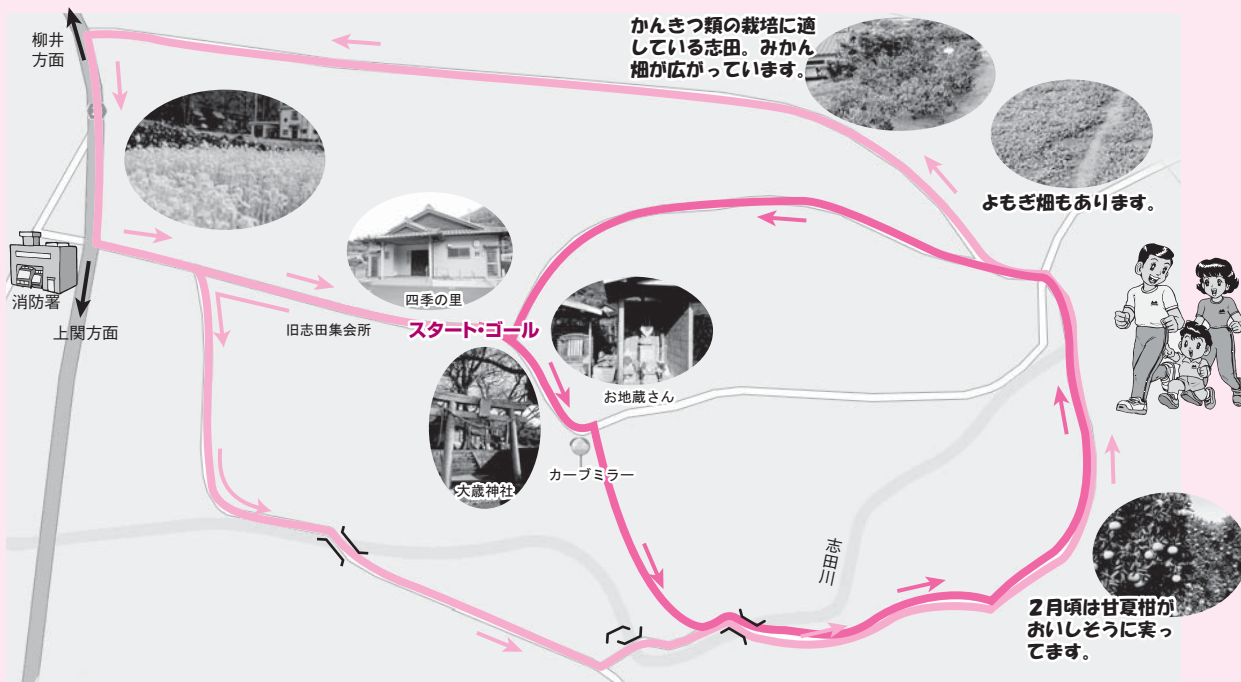 柳井
方面
かんきつ類の栽培に適
している志田。みかん
畑が広がっています。
よもぎ畑もあります。
消防署
上関方面
四季の里
旧志田集会所
スタート・ゴール
お地蔵さん
大歳神社
カーブミラー
志田川
2月頃は甘夏柑が
おいしそうに実っ
てます。